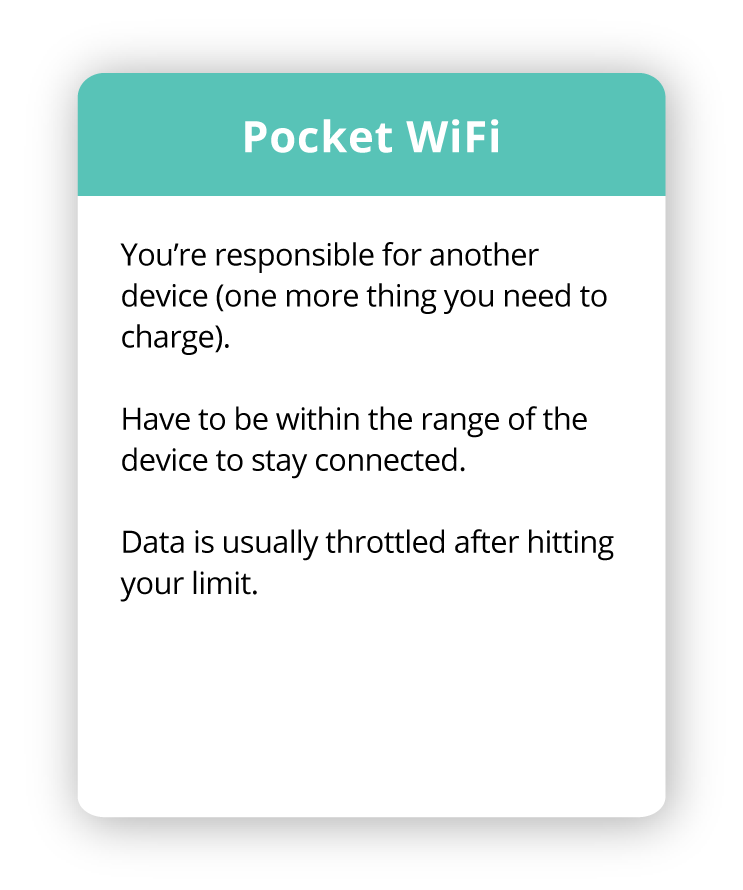 Pocket WiFi
You’re responsible for another
device (one more thing you need to
charge).
Have to be within the range of the
device to stay connected.
Data is usually throttled after hitting
your limit.